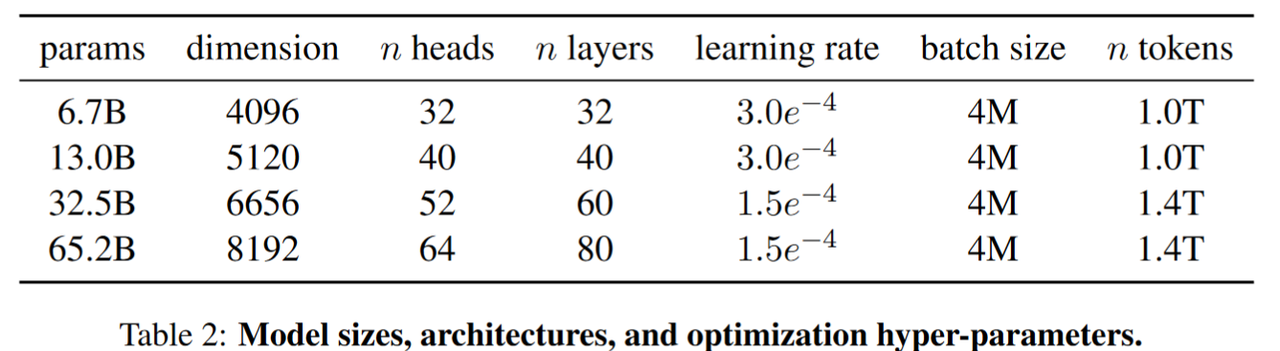 params dimension n heads n layers learning rate batch size n tokens
6.7B 4096 32 32 3.0e⁻⁴ 4M 1.0T
13.0B 5120 40 40 3.0e⁻⁴ 4M 1.0T
32.5B 6656 52 60 1.5e⁻⁴ 4M 1.4T
65.2B 8192 64 80 1.5e⁻⁴ 4M 1.4T
Table 2: Model sizes, architectures, and optimization hyper-parameters.